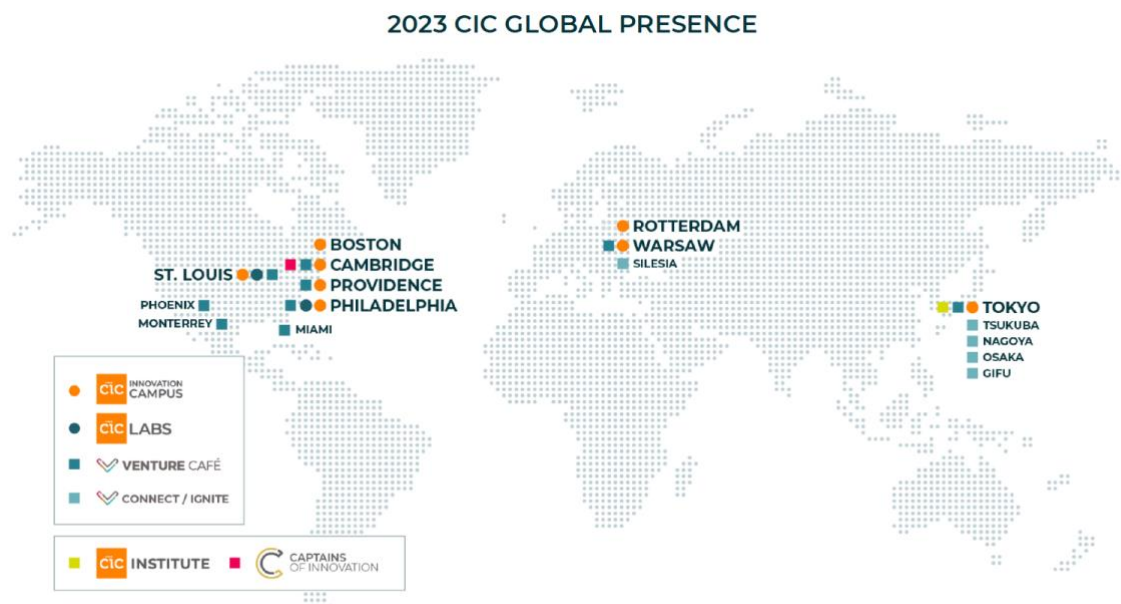 2023 CIC GLOBAL PRESENCE
BOSTON
CAMBRIDGE
ST. LOUIS
PROVIDENCE
PHOENIX
PHILADELPHIA
MONTERREY
MIAMI
ROTTERDAM
WARSAW
SILESIA
TOKYO
TSUKUBA
NAGOYA
OSAKA
GIFU
CIC INNOVATION
CAMPUS
CIC LABS
VENTURE CAFÉ
CONNECT / IGNITE
CIC INSTITUTE
CAPTAINS
OF INNOVATION